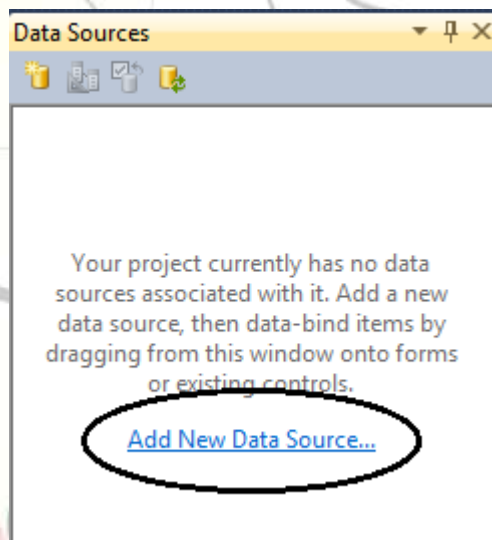 Data Sources
Your project currently has no data
sources associated with it. Add a new
data source, then data-bind items by
dragging from this window onto forms
or existing controls.
Add New Data Source...